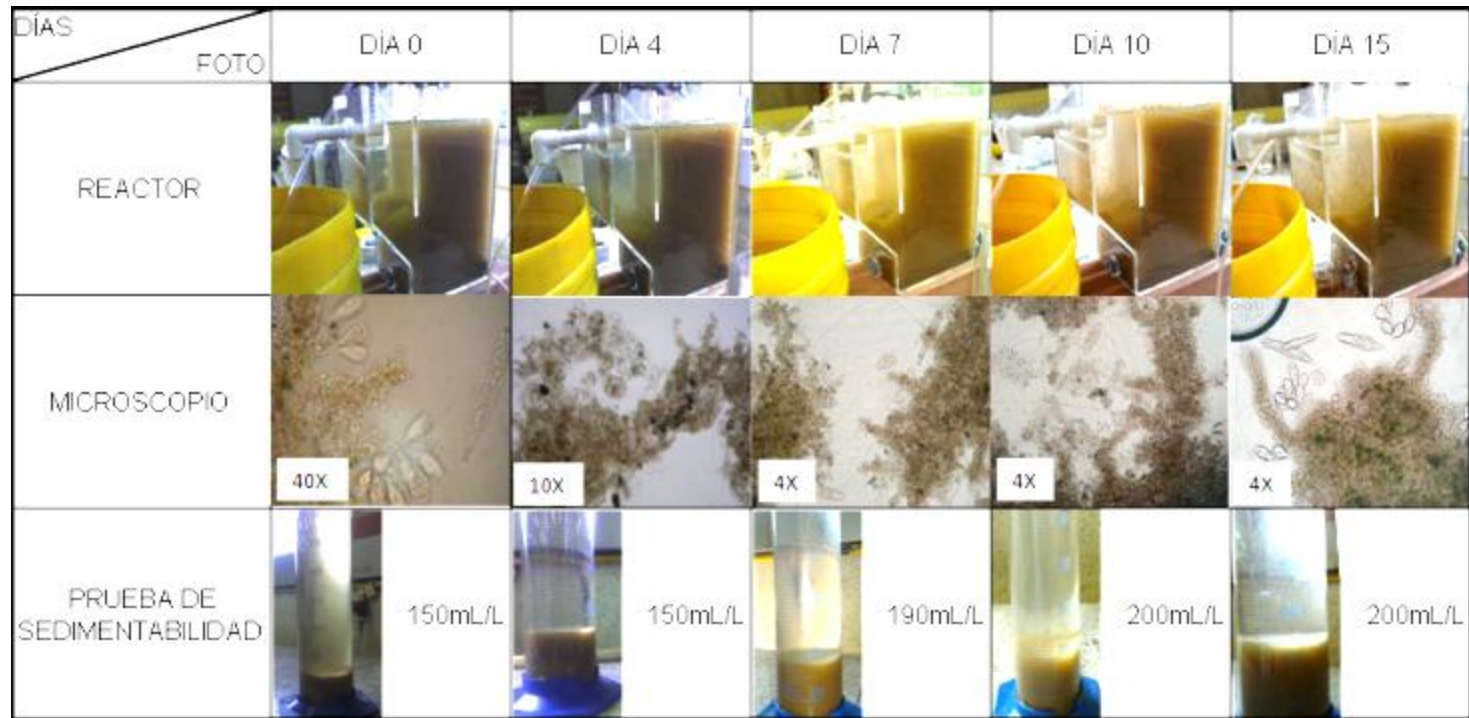 DÍAS
FOTO
DÍA 0
DÍA 4
DÍA 7
DÍA 10
DÍA 15
REACTOR
MICROSCOPIO
40X
10X
4X
4X
4X
PRUEBA DE
SEDIMENTABILIDAD
150mL/L
150mL/L
190mL/L
200mL/L
200mL/L